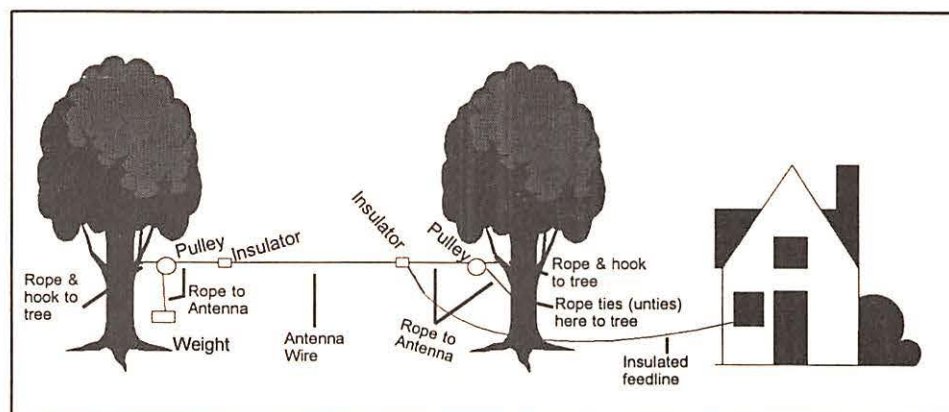 Pulley
Insulator
Rope &
hook to
tree
Rope to
Antenna
Weight
Antenna
Wire
Insulator
Pulley
Rope to
Antenna
Rope & hook
to tree
Rope ties (unties)
here to tree
Insulated
feedline